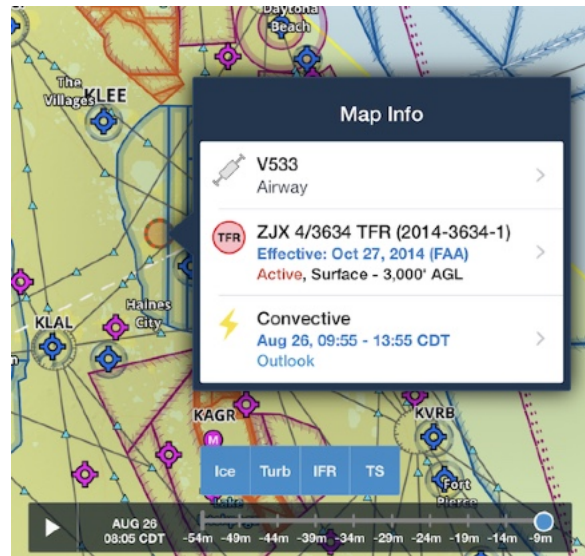 Daytona
Beach
The
Villages
KLEE
Map Info
V533
Airway
TFR
ZJX 4/3634 TFR (2014-3634-1)
Effective: Oct 27, 2014 (FAA)
Active, Surface - 3,000' AGL
Convective
Aug 26, 09:55 - 13:55 CDT
Outlook
Haines
City
KLAL
KAGR
KVRB
M
Ice Turb IFR TS
Fort
Pierce
Lake
AUG 26
08:05 CDT
-54m -49m -44m -39m -34m -29m -24m -19m -14m -9m